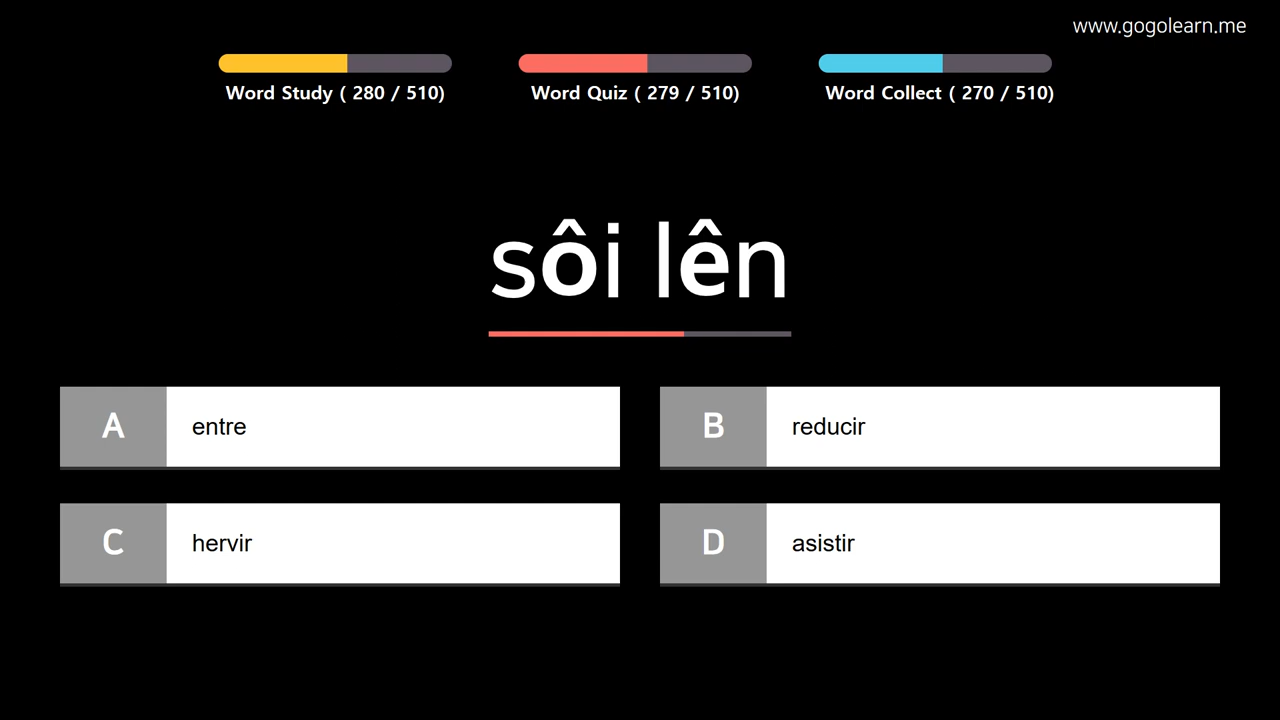 www.gogolearn.me
Word Study ( 280 / 510)
Word Quiz ( 279 / 510)
Word Collect ( 270 / 510)
sôi lên
A entre
B reducir
C hervir
D asistir